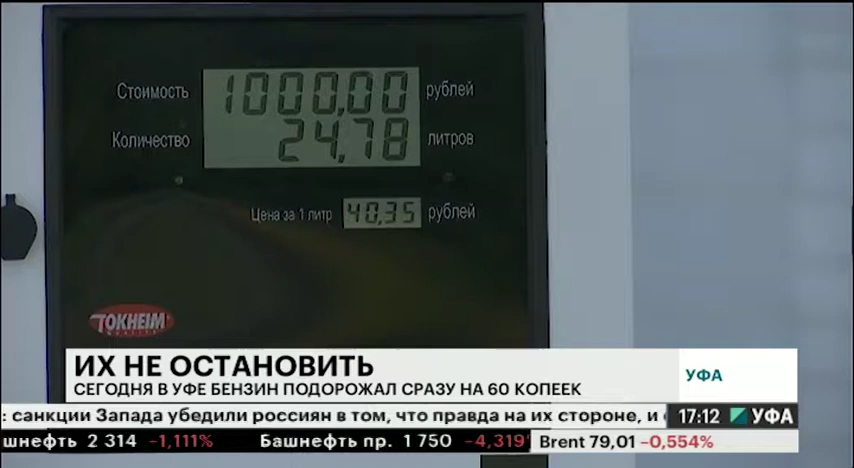 Стоимость 1000,00 рублей
Количество 24,78 литров
Цена за 1 литр 40,35 рублей
TOKHEIM
ИХ НЕ ОСТАНОВИТЬ
СЕГОДНЯ В УФЕ БЕНЗИН ПОДОРОЖАЛ СРАЗУ НА 60 КОПЕЕК
УФА
: санкции Запада убедили россиян в том, что правда на их стороне, и
17:12 УФА
шнефть 2 314 -1,111% Башнефть пр. 1 750 -4,319 Brent 79,01 -0,554%